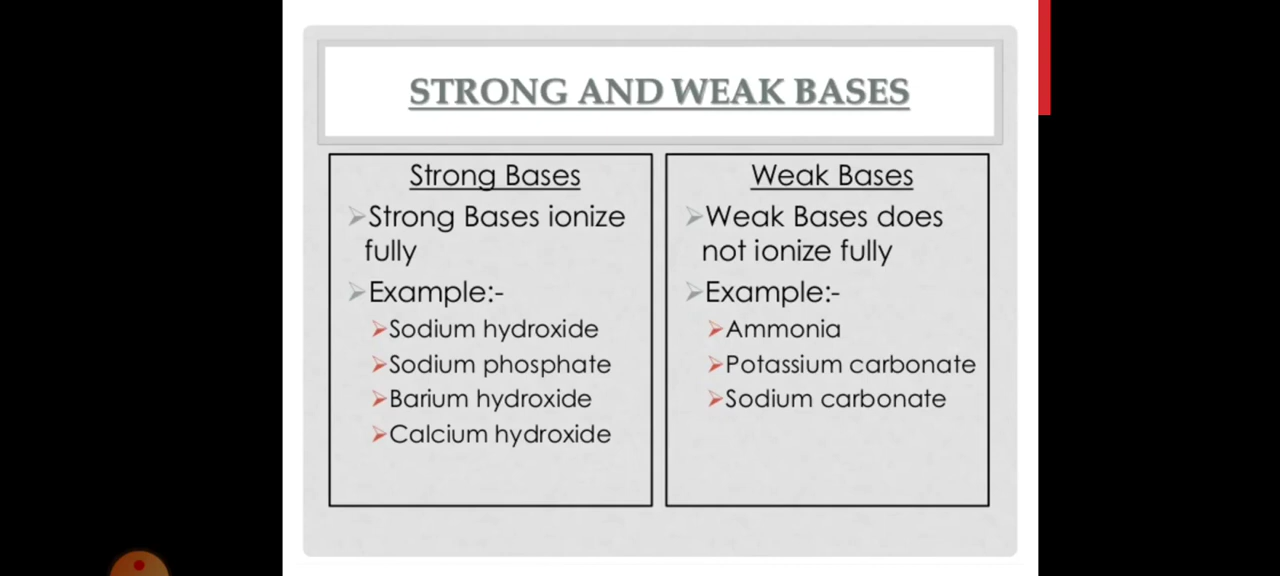 STRONG AND WEAK BASES
Strong Bases
Strong Bases ionize
fully
Example:-
Sodium hydroxide
Sodium phosphate
Barium hydroxide
Calcium hydroxide
Weak Bases
Weak Bases does
not ionize fully
Example:-
Ammonia
Potassium carbonate
Sodium carbonate